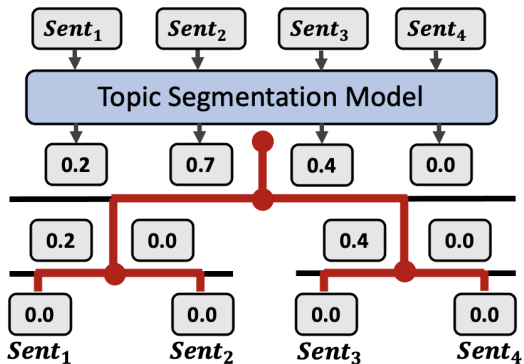 Sent₁ Sent₂ Sent₃ Sent₄
Topic Segmentation Model
0.2 0.7 0.4 0.0
0.2 0.0 0.4 0.0
0.0 0.0 0.0 0.0
Sent₁ Sent₂ Sent₃ Sent₄